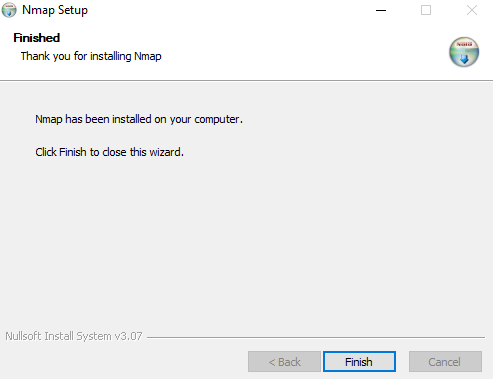 Nmap Setup
Finished
Thank you for installing Nmap
Nmap has been installed on your computer.
Click Finish to close this wizard.
Nullsoft Install System v3.07
< Back
Finish
Cancel